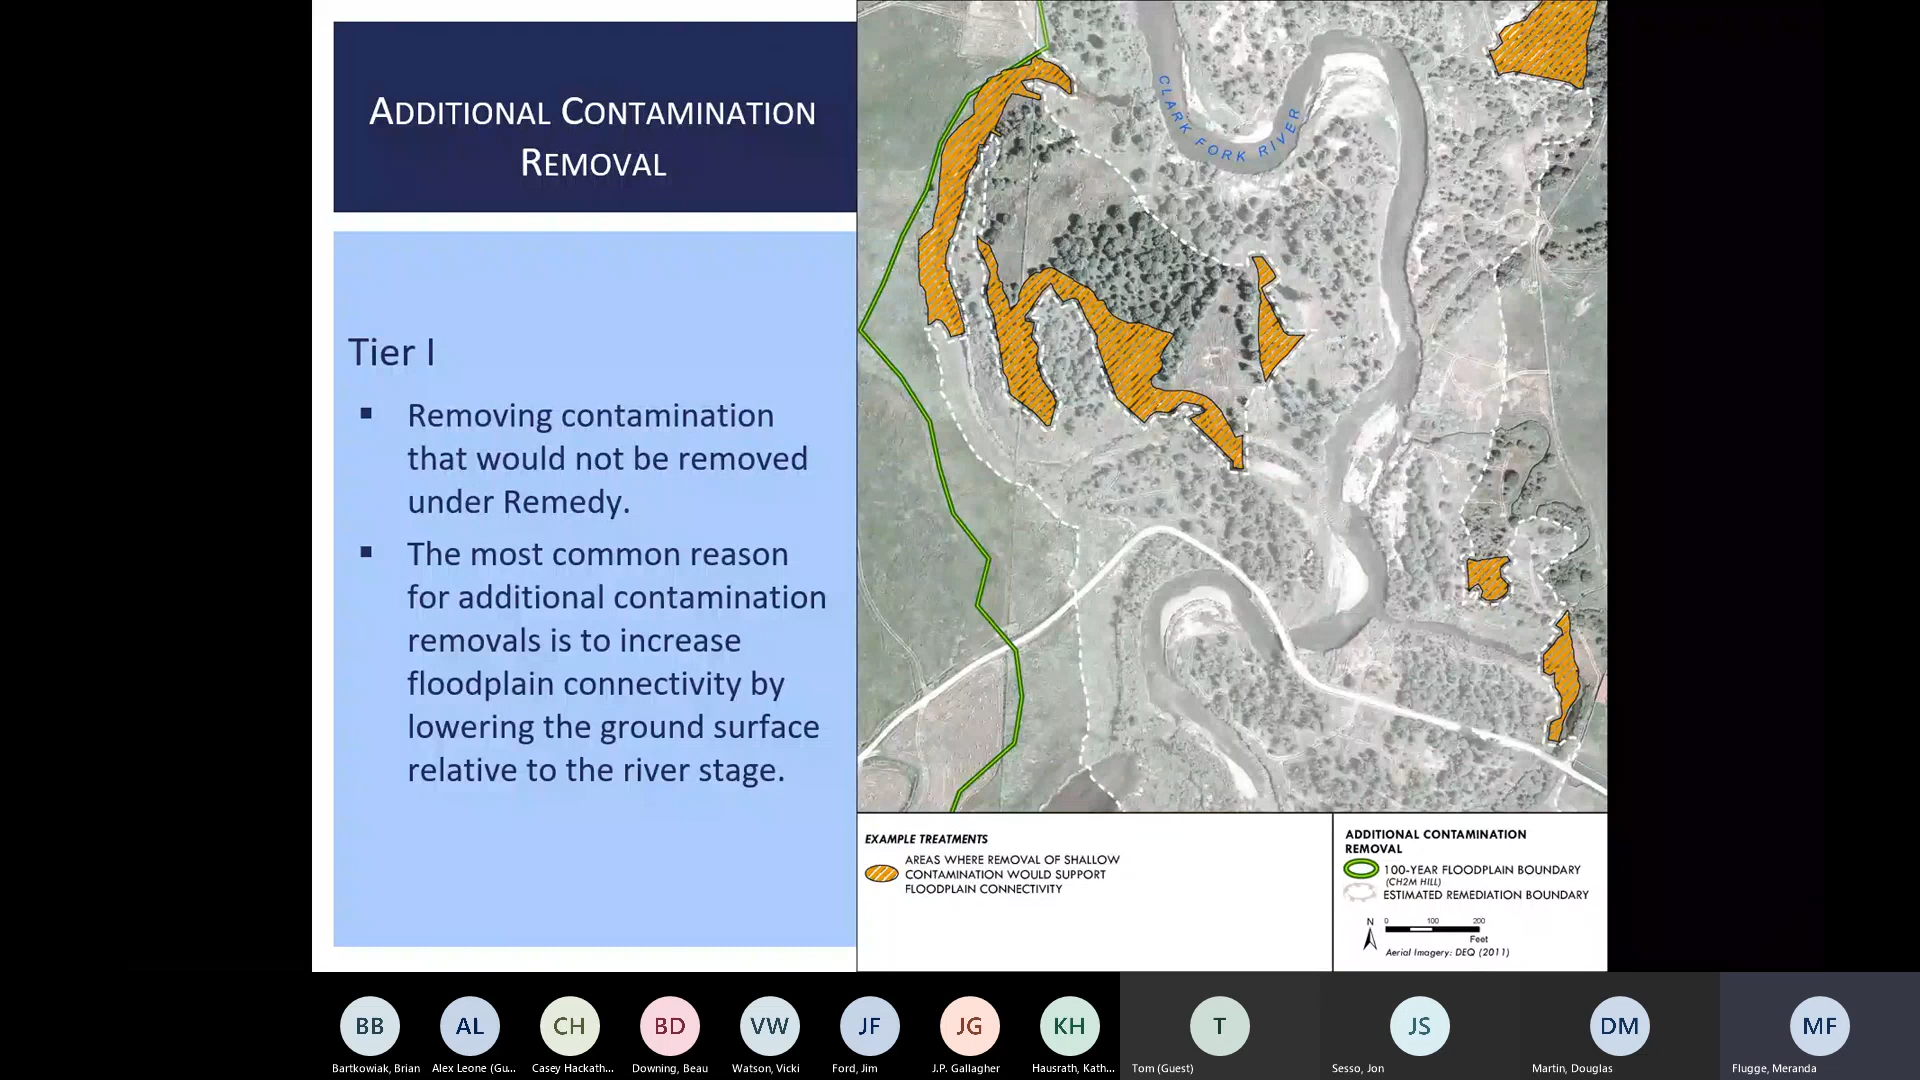 ADDITIONAL CONTAMINATION
REMOVAL
Tier I
▪ Removing contamination
that would not be removed
under Remedy.
▪ The most common reason
for additional contamination
removals is to increase
floodplain connectivity by
lowering the ground surface
relative to the river stage.
CLARK FORK RIVER
EXAMPLE TREATMENTS
AREAS WHERE REMOVAL OF SHALLOW
CONTAMINATION WOULD SUPPORT
FLOODPLAIN CONNECTIVITY
ADDITIONAL CONTAMINATION
REMOVAL
100-YEAR FLOODPLAIN BOUNDARY
(CH2M HILL)
ESTIMATED REMEDIATION BOUNDARY
N
0 100 200
Feet
Aerial Imagery: DEQ (2011)
BB AL CH BD VW JF JG KH T JS DM MF
Bartkowiak, Brian Alex Leone (Gu... Casey Hackath... Downing, Beau Watson, Vicki Ford, Jim J.P. Gallagher Hausrath, Kath... Tom (Guest) Sesso, Jon Martin, Douglas Flugge, Meranda